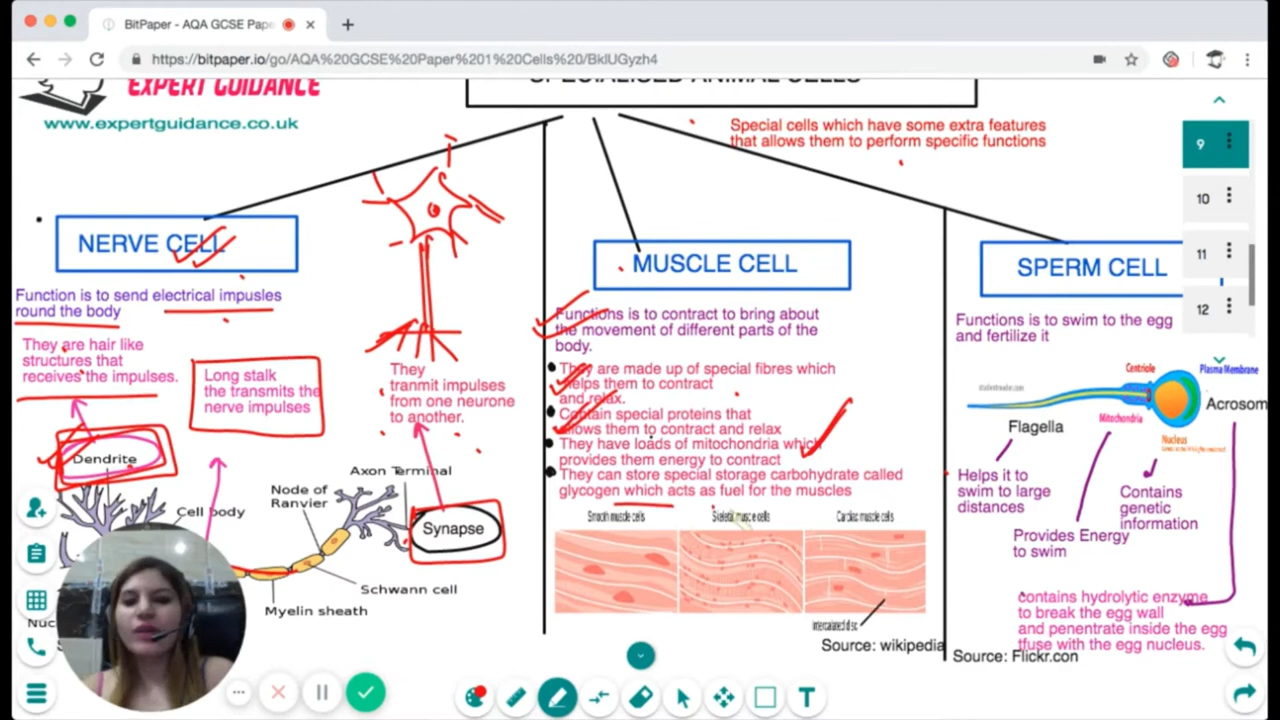 BitPaper - AQA GCSE Pape
https://bitpaper.io/go/AQA%20GCSE%20Paper%201%20Cells%20/BklUGyzh4
EXPERT GUIDANCE
www.expertguidance.co.uk
SPECIALISED ANIMAL CELLS
Special cells which have some extra features
that allows them to perform specific functions
9
10
11
12
NERVE CELL
Function is to send electrical impusles
round the body
They are hair like
structures that
receives the impulses.
Long stalk
the transmits the
nerve impulses
They
tranmit impulses
from one neurone
to another.
Dendrite
Cell body
Node of
Ranvier
Axon Terminal
Synapse
Schwann cell
Myelin sheath
Nuc
MUSCLE CELL
Functions is to contract to bring about
the movement of different parts of the
body.
They are made up of special fibres which
helps them to contract
and relax.
Contain special proteins that
allows them to contract and relax
They have loads of mitochondria which
provides them energy to contract
They can store special storage carbohydrate called
glycogen which acts as fuel for the muscles
Smooth muscle cells
Skeletal muscle cells
Cardiac muscle cells
Intercalated disc
Source: wikipedia
SPERM CELL
Functions is to swim to the egg
and fertilize it
Centriole
Plasma Membrane
Acrosom
Mitochondria
Nucleus
Flagella
Helps it to
swim to large
distances
Contains
genetic
information
Provides Energy
to swim
contains hydrolytic enzyme
to break the egg wall
and penentrate inside the egg
tfuse with the egg nucleus.
Source: Flickr.con
T